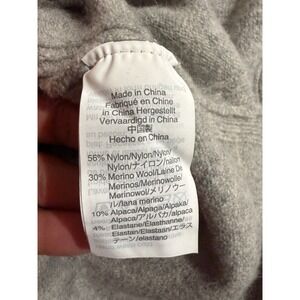 Made in China
Fabriqué en Chine
in China Hergestellt
Vervaardigd in China
中国製
Hecho en China
56% Nylon/Nylon/Nylon/
Nylon/ナイロン/nailon
30% Merino Wool/Laine De
Merinos/Merinowolle/
Merinowol/メリノウー
ル/lana merino
10% Alpaca/Alpaga/Alpaka/
Alpaca/アルパカ/alpaca
4% Elastane/Élasthanne/
Elastan/Elastaan/エラス
テーン/elastano